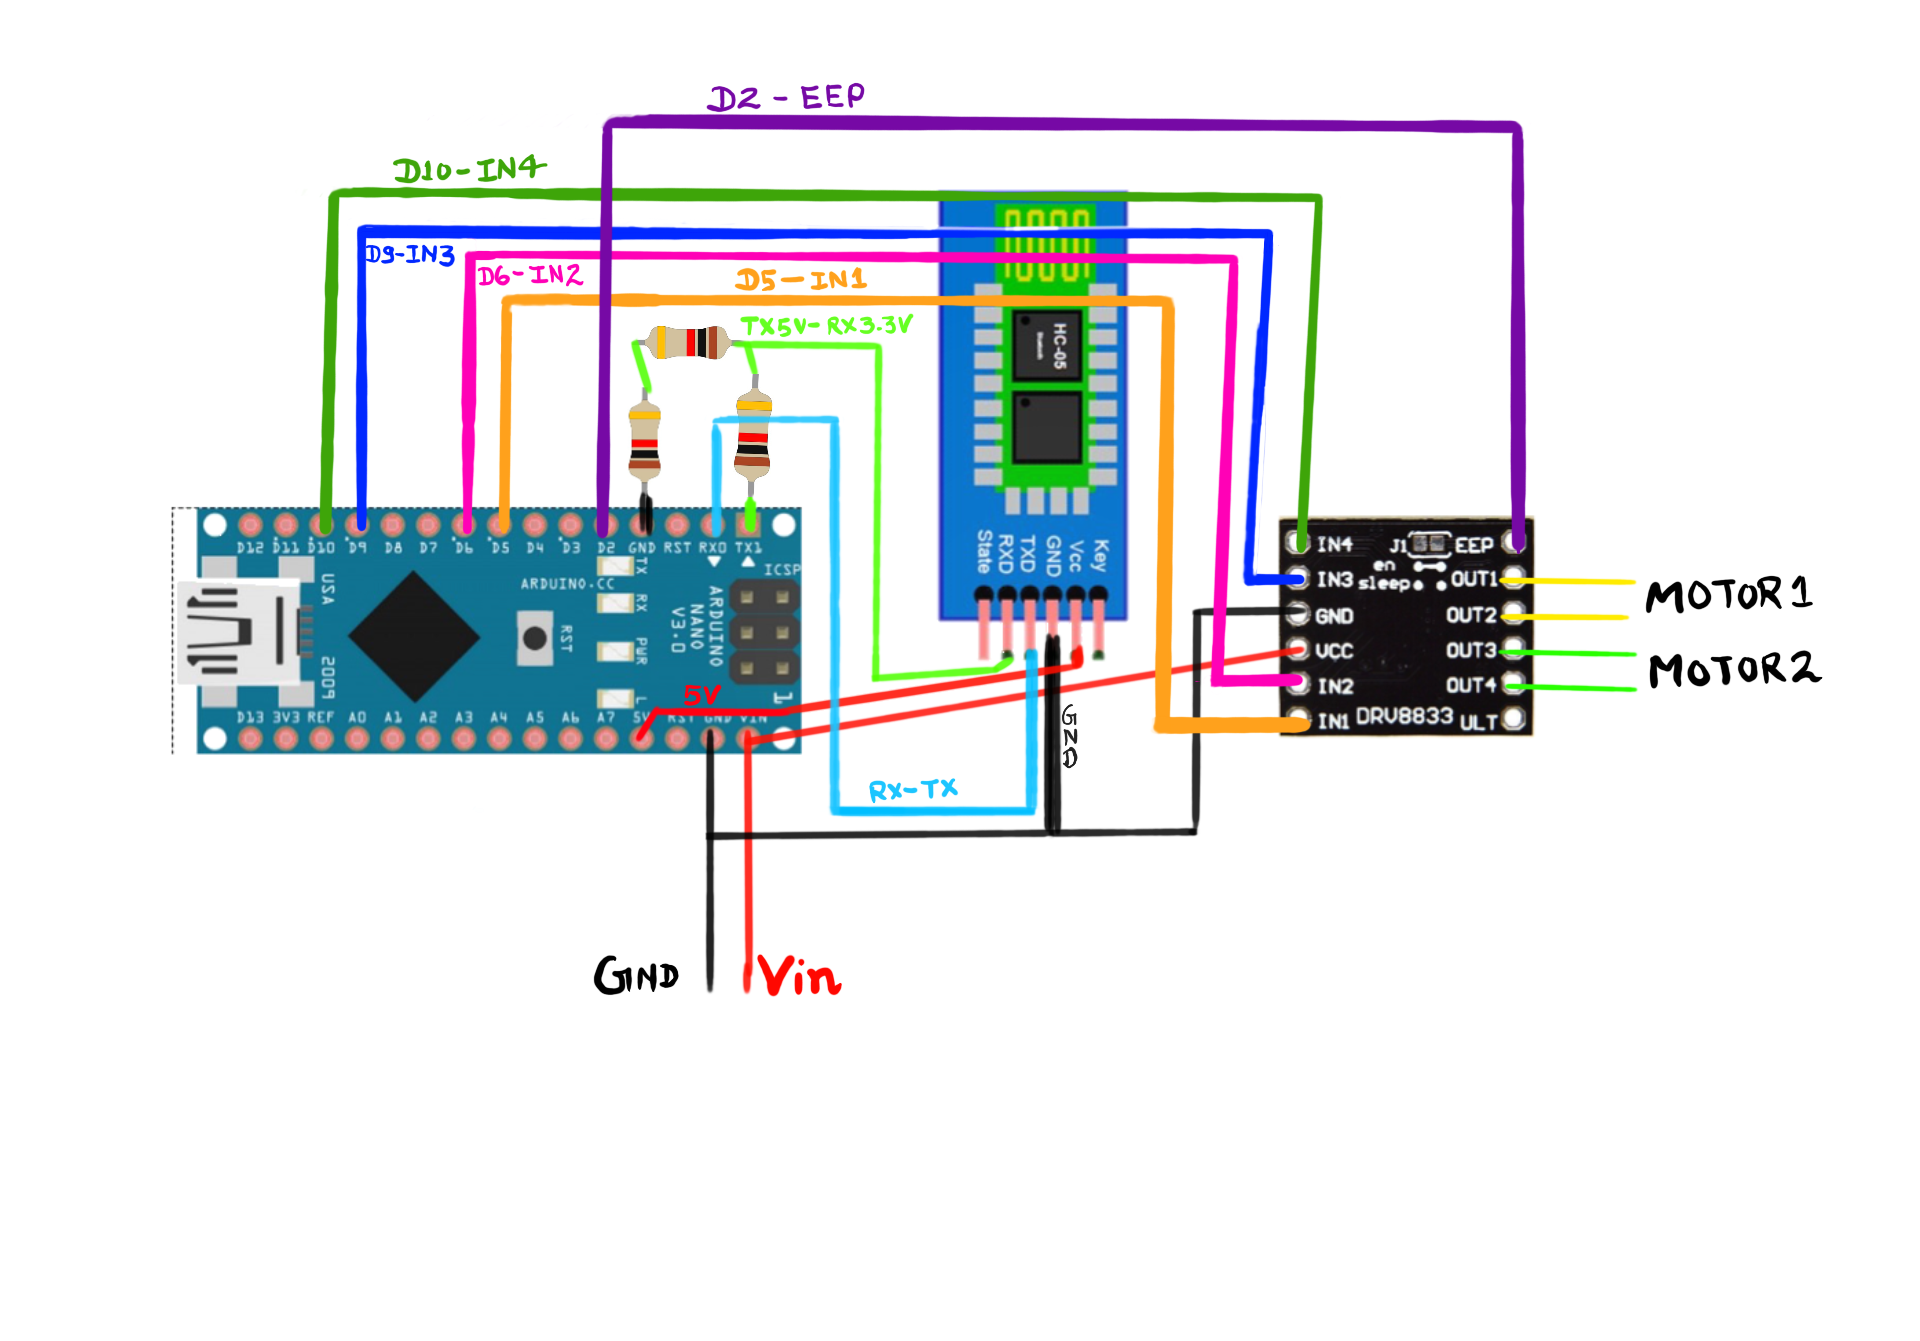 D2 - EEP
D10-IN4
D9-IN3
D6-IN2
D5-IN1
TX5V-RX3.3V
D12 D11 D10 D9 D8 D7 D6 D5 D4 D3 D2 GND RST RX0 TX1
TX
RX
PWR
L
ARDUINO.CC
RST
ICSP
ARDUINO
NANO
V3.0
USA
2005
1
D13 3V3 REF A0 A1 A2 A3 A4 A5 A6 A7 5V RST GND VIN
5V
HC-05
Bluetooth
State
RXD
TXD
GND
Vcc
Key
GND
RX-TX
IN4 J1 EEP
IN3 en OUT1
sleep
GND OUT2
VCC OUT3
IN2 OUT4
IN1 DRV8833 ULT
MOTOR1
MOTOR2
GND
Vin